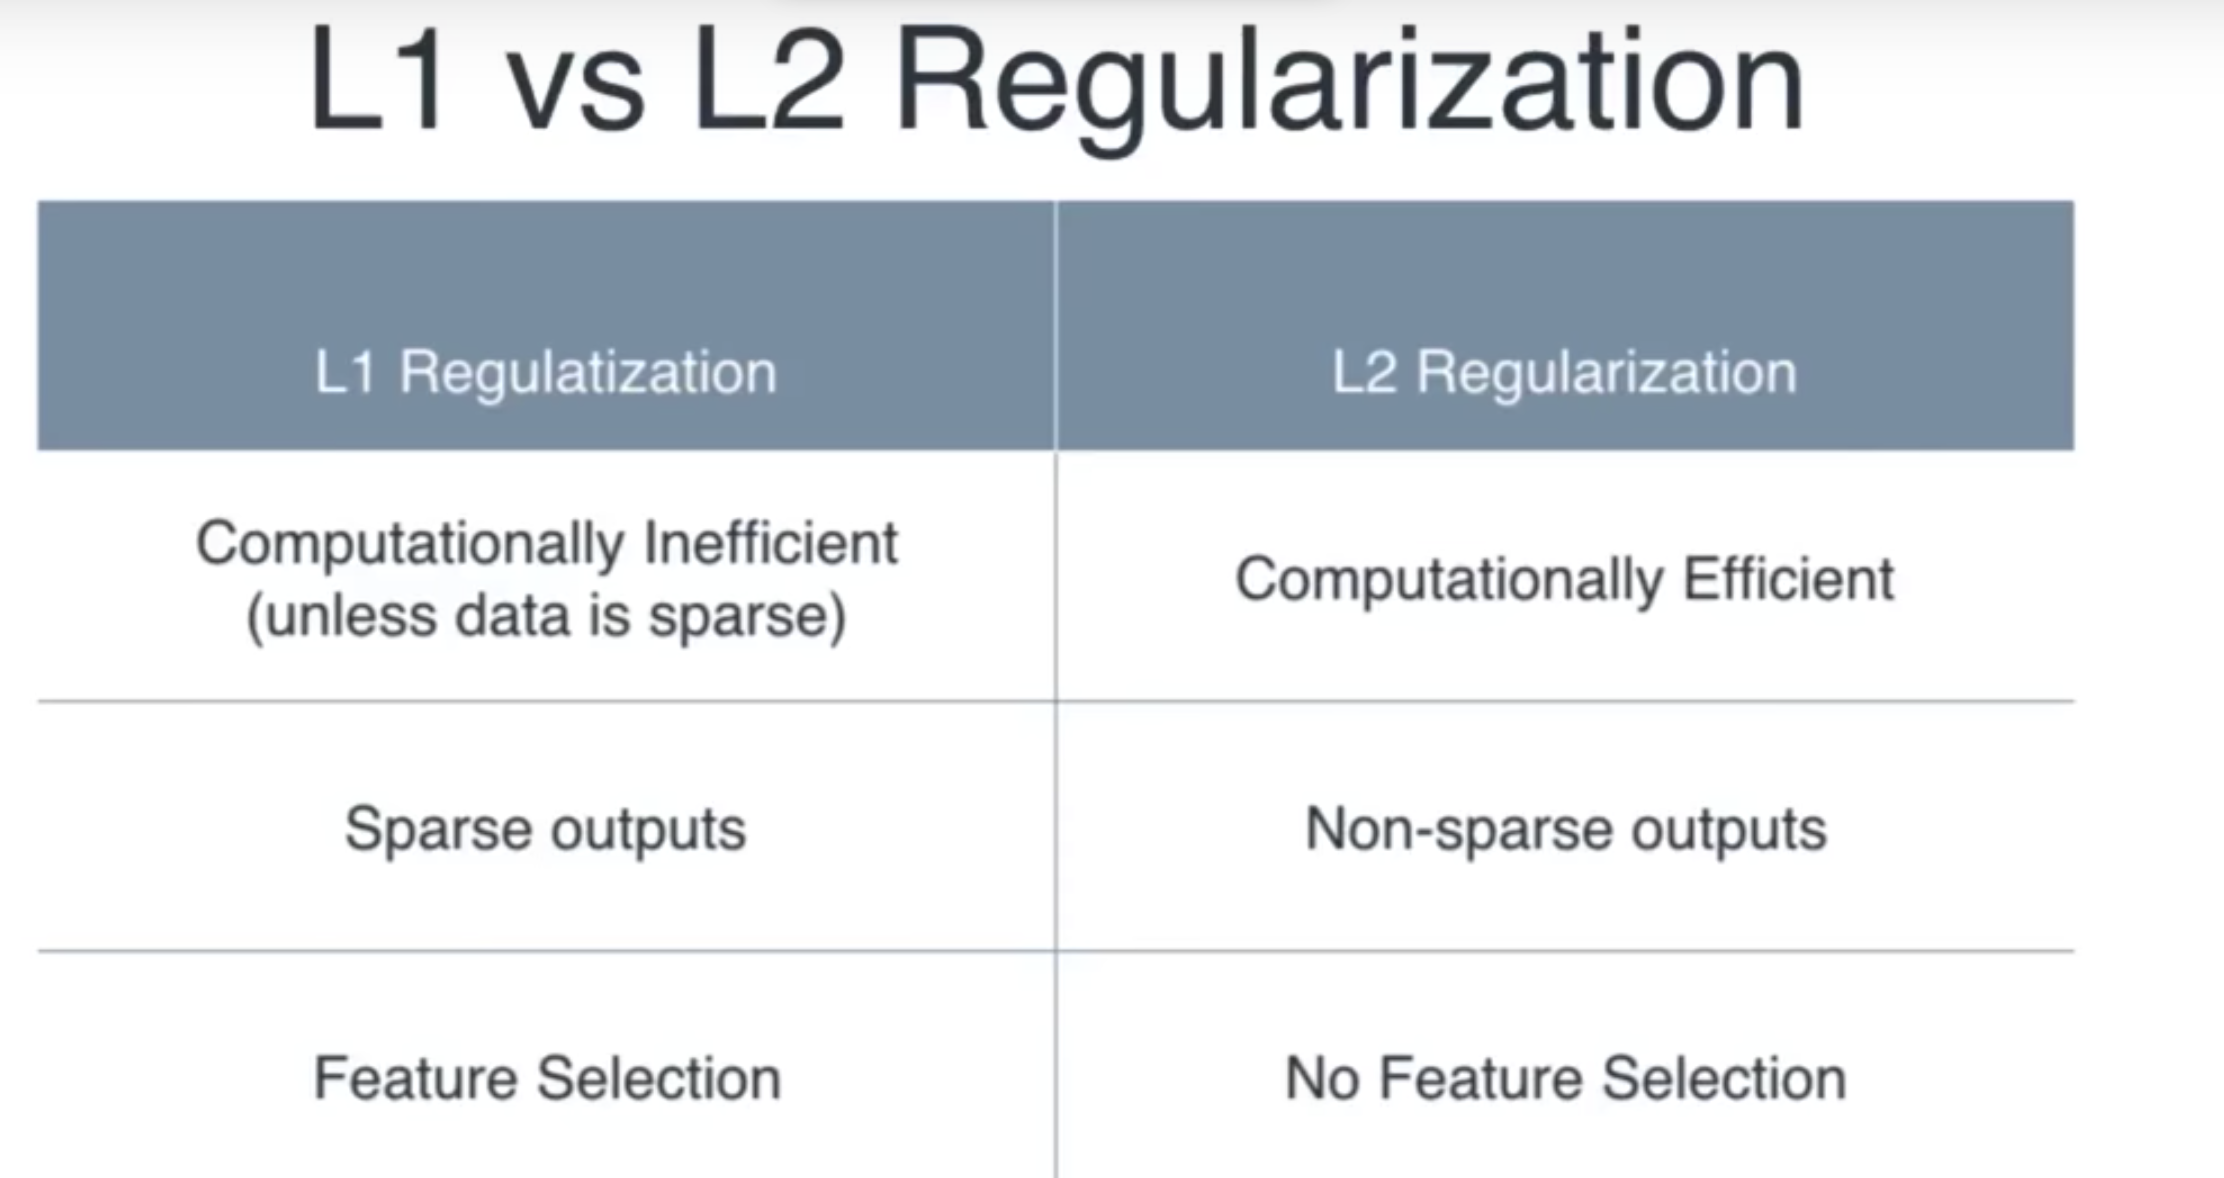 L1 vs L2 Regularization
L1 Regulatization
L2 Regularization
Computationally Inefficient
(unless data is sparse)
Computationally Efficient
Sparse outputs
Non-sparse outputs
Feature Selection
No Feature Selection